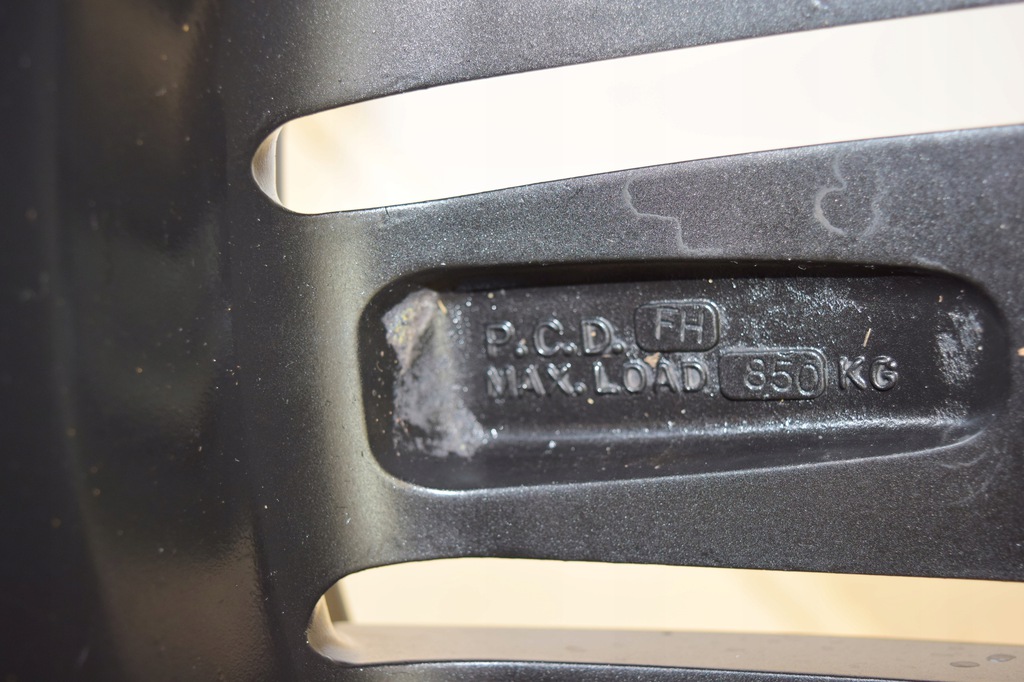 P.C.D. FH
MAX. LOAD 850 KG